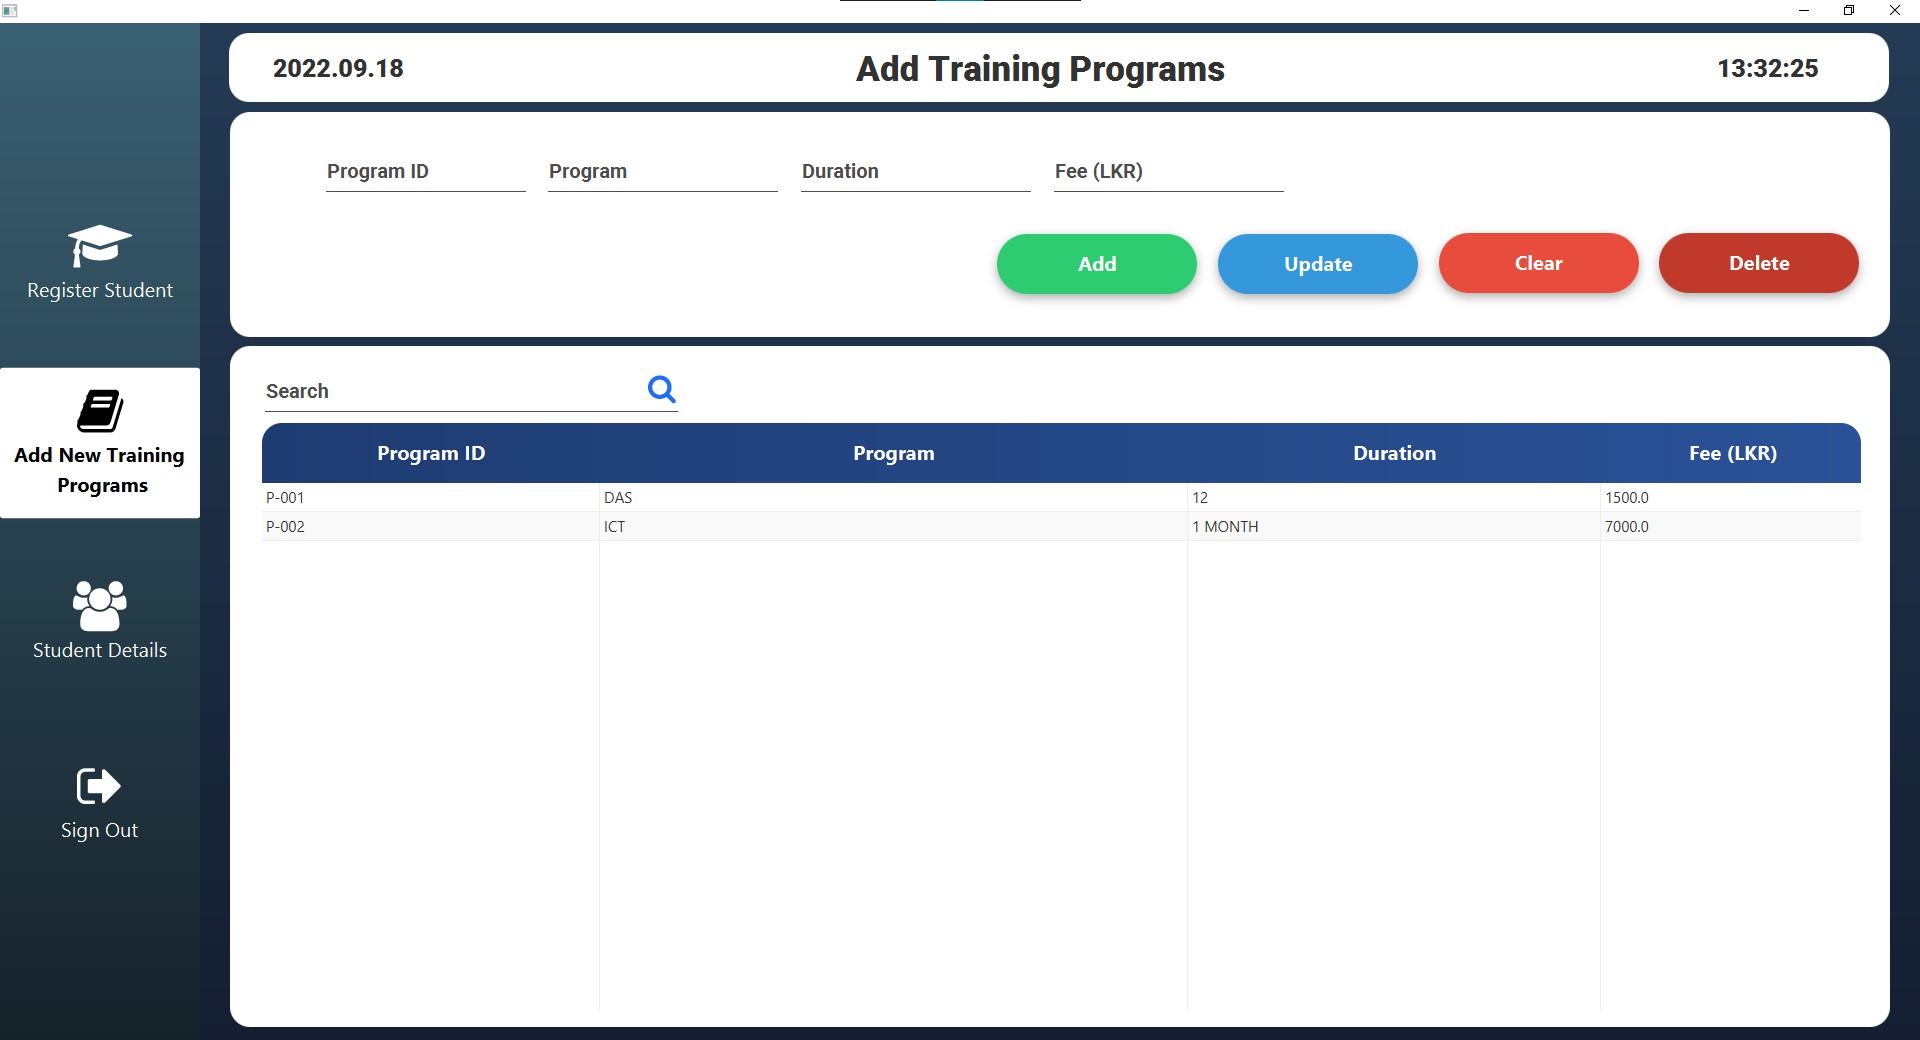 2022.09.18
Add Training Programs
13:32:25
Register Student
Add New Training
Programs
Student Details
Sign Out
Program ID
Program
Duration
Fee (LKR)
Add
Update
Clear
Delete
Search
Program ID Program Duration Fee (LKR)
P-001 DAS 12 1500.0
P-002 ICT 1 MONTH 7000.0